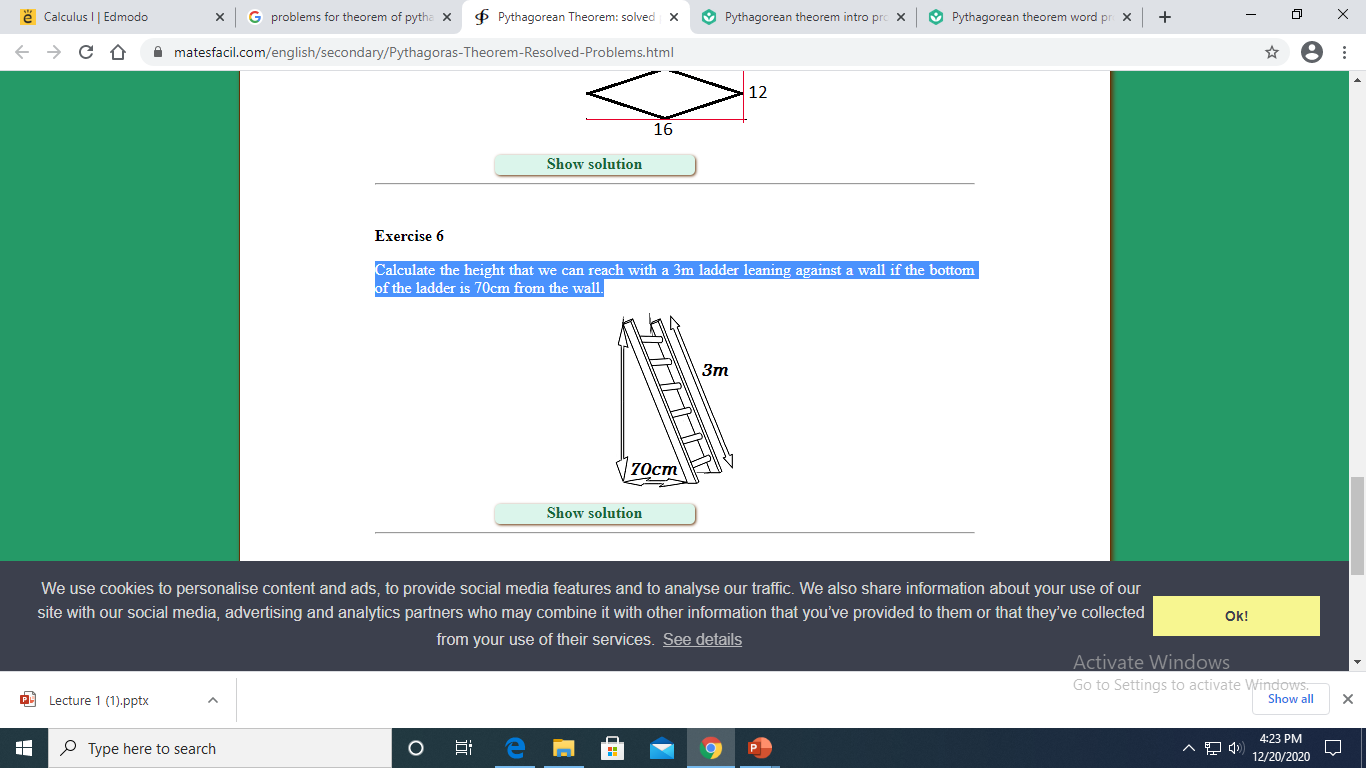 Calculus I | Edmodo
problems for theorem of pytha
Pythagorean Theorem: solved
Pythagorean theorem intro pro
Pythagorean theorem word pr
matesfacil.com/english/secondary/Pythagoras-Theorem-Resolved-Problems.html
12
16
Show solution
Exercise 6
Calculate the height that we can reach with a 3m ladder leaning against a wall if the bottom
of the ladder is 70cm from the wall.
3m
70cm
Show solution
We use cookies to personalise content and ads, to provide social media features and to analyse our traffic. We also share information about your use of our
site with our social media, advertising and analytics partners who may combine it with other information that you've provided to them or that they've collected
from your use of their services. See details
Ok!
Activate Windows
Go to Settings to activate Windows.
Lecture 1 (1).pptx
Show all
Type here to search
4:23 PM
12/20/2020